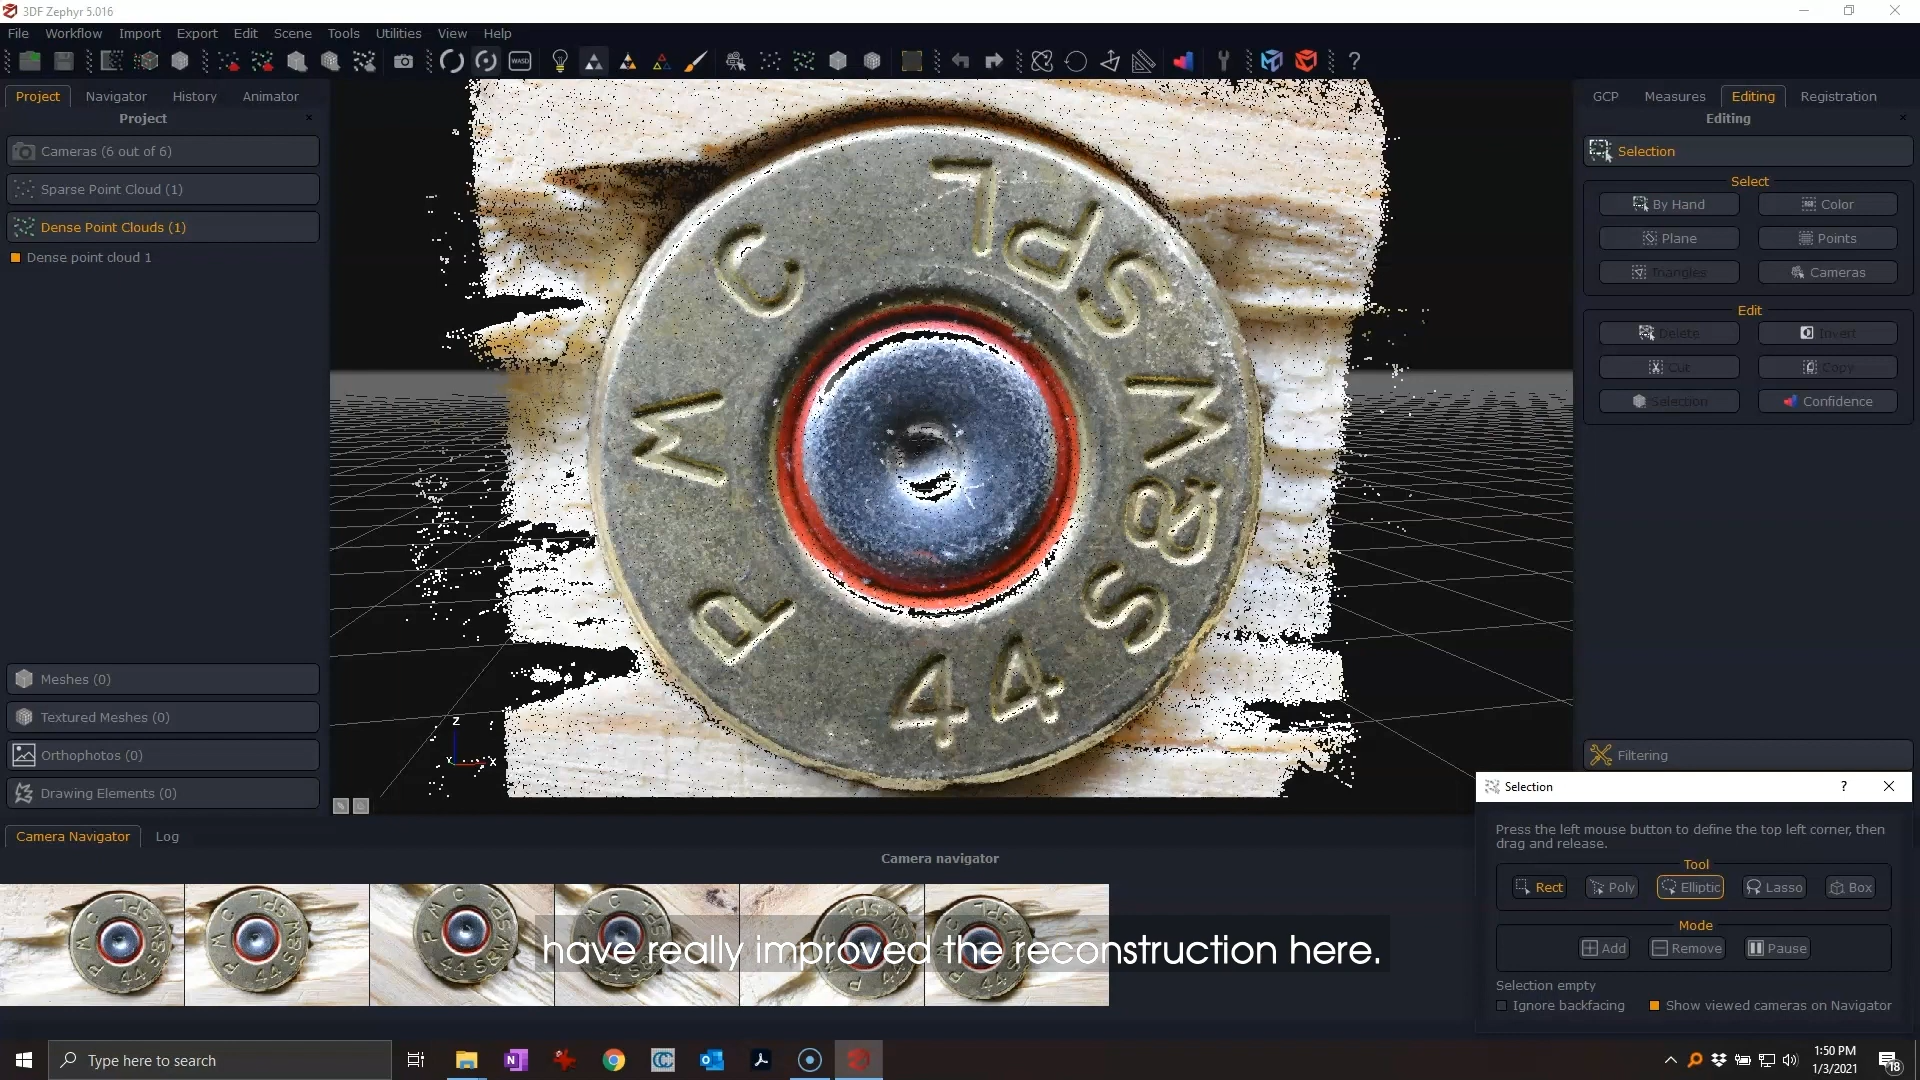 3DF Zephyr 5.016
File Workflow Import Export Edit Scene Tools Utilities View Help
WASD
Project Navigator History Animator
Project
Cameras (6 out of 6)
Sparse Point Cloud (1)
Dense Point Clouds (1)
Dense point cloud 1
Meshes (0)
Textured Meshes (0)
Orthophotos (0)
Drawing Elements (0)
R M C 44 S&W SPL
Z
Y X
GCP Measures Editing Registration
Editing
Selection
Select
By Hand Color
Plane Points
Triangles Cameras
Edit
Delete Invert
Cut Copy
Selection Confidence
Filtering
Selection ?
Press the left mouse button to define the top left corner, then
drag and release.
Tool
Rect Poly Elliptic Lasso Box
Mode
Add Remove Pause
Selection empty
Ignore backfacing Show viewed cameras on Navigator
Camera Navigator Log
Camera navigator
have really improved the reconstruction here.
Type here to search
1:50 PM
1/3/2021
18